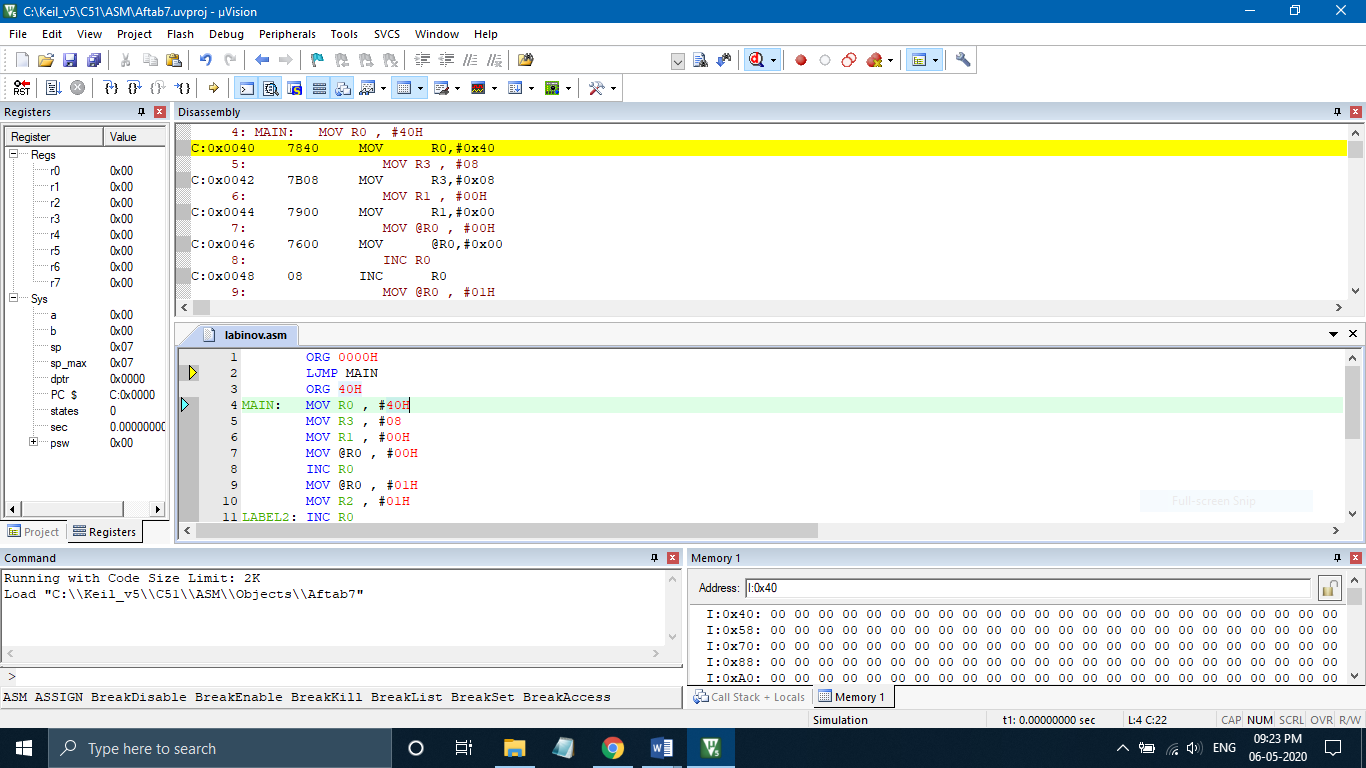 C:\Keil_v5\C51\ASM\Aftab7.uvproj - µVision
File Edit View Project Flash Debug Peripherals Tools SVCS Window Help
Registers
Register Value
Regs
r0 0x00
r1 0x00
r2 0x00
r3 0x00
r4 0x00
r5 0x00
r6 0x00
r7 0x00
Sys
a 0x00
b 0x00
sp 0x07
sp_max 0x07
dptr 0x0000
PC $ C:0x0000
states 0
sec 0.00000000
psw 0x00
Project Registers
Disassembly
4: MAIN: MOV R0 , #40H
C:0x0040 7840 MOV R0,#0x40
5: MOV R3 , #08
C:0x0042 7B08 MOV R3,#0x08
6: MOV R1 , #00H
C:0x0044 7900 MOV R1,#0x00
7: MOV @R0 , #00H
C:0x0046 7600 MOV @R0,#0x00
8: INC R0
C:0x0048 08 INC R0
9: MOV @R0 , #01H
labinov.asm
1 ORG 0000H
2 LJMP MAIN
3 ORG 40H
4 MAIN: MOV R0 , #40H
5 MOV R3 , #08
6 MOV R1 , #00H
7 MOV @R0 , #00H
8 INC R0
9 MOV @R0 , #01H
10 MOV R2 , #01H
11 LABEL2: INC R0
Full-screen Snip
Command
Running with Code Size Limit: 2K
Load "C:\\Keil_v5\\C51\\ASM\\Objects\\Aftab7"
>
ASM ASSIGN BreakDisable BreakEnable BreakKill BreakList BreakSet BreakAccess
Memory 1
Address: I:0x40
I:0x40: 00 00 00 00 00 00 00 00 00 00 00 00 00 00 00 00 00 00 00 00 00 00 00 00
I:0x58: 00 00 00 00 00 00 00 00 00 00 00 00 00 00 00 00 00 00 00 00 00 00 00 00
I:0x70: 00 00 00 00 00 00 00 00 00 00 00 00 00 00 00 00 00 00 00 00 00 00 00 00
I:0x88: 00 00 00 00 00 00 00 00 00 00 00 00 00 00 00 00 00 00 00 00 00 00 00 00
I:0xA0: 00 00 00 00 00 00 00 00 00 00 00 00 00 00 00 00 00 00 00 00 00 00 00 00
Call Stack + Locals Memory 1
Simulation t1: 0.00000000 sec L:4 C:22 CAP NUM SCRL OVR R/W
Type here to search
ENG
09:23 PM
06-05-2020